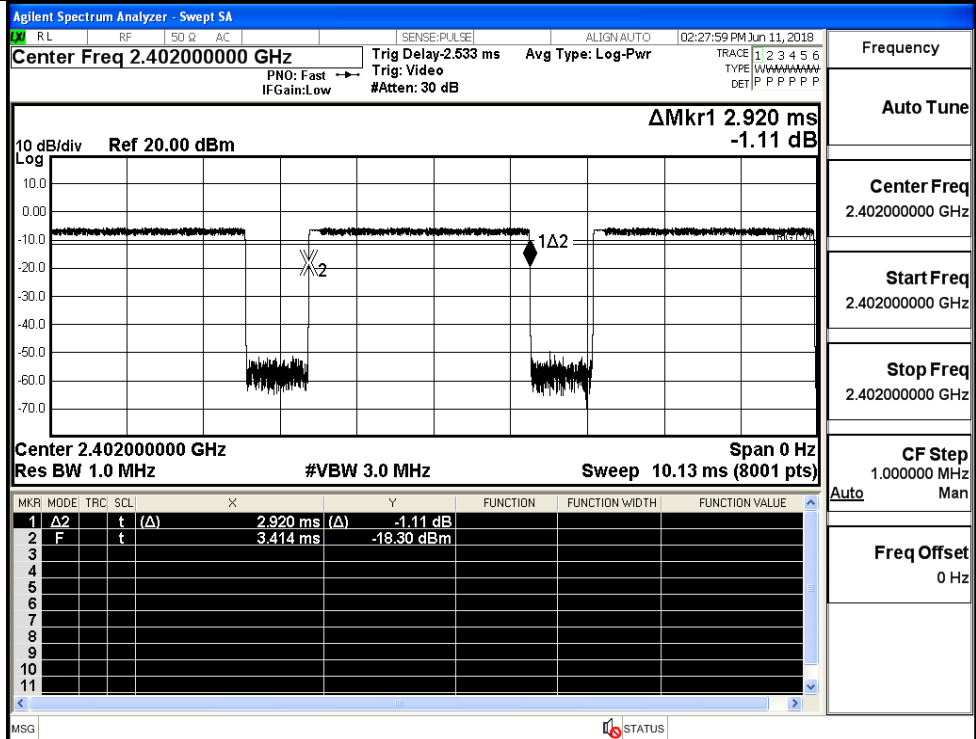 Agilent Spectrum Analyzer - Swept SA
LXI RL RF 50 Ω AC SENSE:PULSE ALIGN AUTO 02:27:59 PM Jun 11, 2018
Center Freq 2.402000000 GHz Trig Delay-2.533 ms Avg Type: Log-Pwr TRACE 1 2 3 4 5 6
PNO: Fast Trig: Video TYPE WWWWWW
IFGain:Low #Atten: 30 dB DET P P P P P P
ΔMkr1 2.920 ms
-1.11 dB
10 dB/div Ref 20.00 dBm
Log
10.0
0.00
-10.0
-20.0
-30.0
-40.0
-50.0
-60.0
-70.0
1Δ2
2
Center 2.402000000 GHz Span 0 Hz
Res BW 1.0 MHz #VBW 3.0 MHz Sweep 10.13 ms (8001 pts)
MKR MODE TRC SCL X Y FUNCTION FUNCTION WIDTH FUNCTION VALUE
1 Δ2 t (Δ) 2.920 ms (Δ) -1.11 dB
2 F t 3.414 ms -18.30 dBm
3
4
5
6
7
8
9
10
11
MSG STATUS
Frequency
Auto Tune
Center Freq
2.402000000 GHz
Start Freq
2.402000000 GHz
Stop Freq
2.402000000 GHz
CF Step
1.000000 MHz
Auto Man
Freq Offset
0 Hz